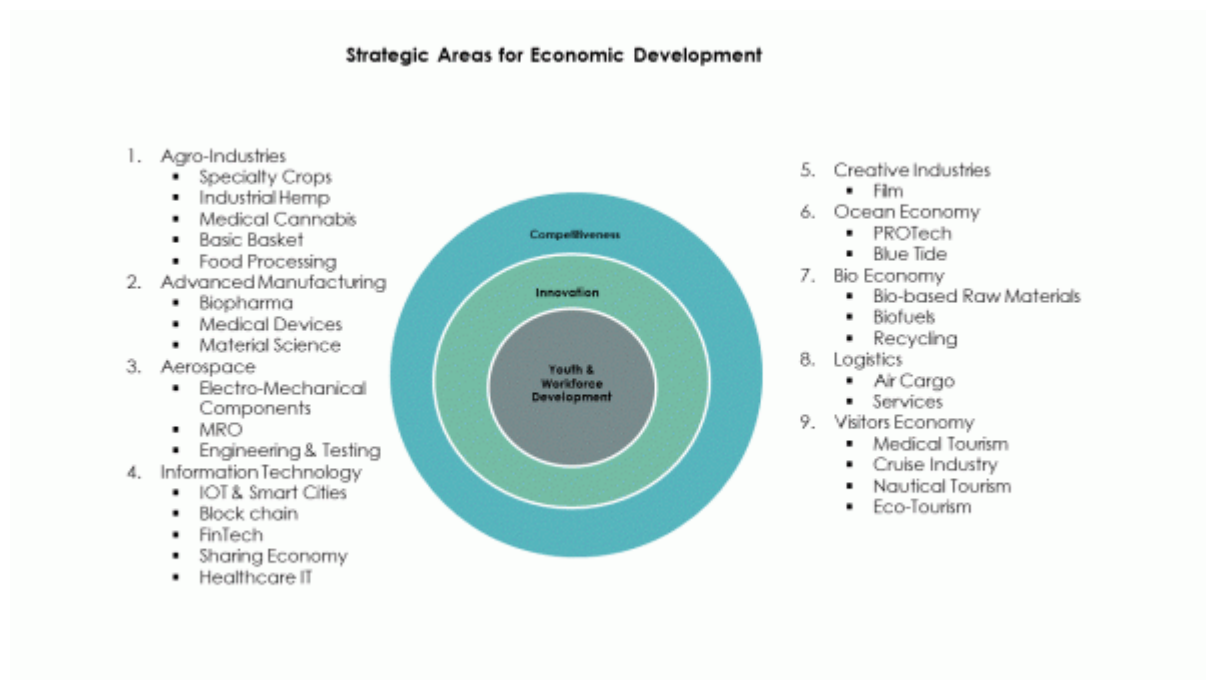 Strategic Areas for Economic Development
1. Agro-Industries
▪ Specialty Crops
▪ Industrial Hemp
▪ Medical Cannabis
▪ Basic Basket
▪ Food Processing
2. Advanced Manufacturing
▪ Biopharma
▪ Medical Devices
▪ Material Science
3. Aerospace
▪ Electro-Mechanical
Components
▪ MRO
▪ Engineering & Testing
4. Information Technology
▪ IOT & Smart Cities
▪ Block chain
▪ FinTech
▪ Sharing Economy
▪ Healthcare IT
Competitiveness
Innovation
Youth &
Workforce
Development
5. Creative Industries
▪ Film
6. Ocean Economy
▪ PROTech
▪ Blue Tide
7. Bio Economy
▪ Bio-based Raw Materials
▪ Biofuels
▪ Recycling
8. Logistics
▪ Air Cargo
▪ Services
9. Visitors Economy
▪ Medical Tourism
▪ Cruise Industry
▪ Nautical Tourism
▪ Eco-Tourism